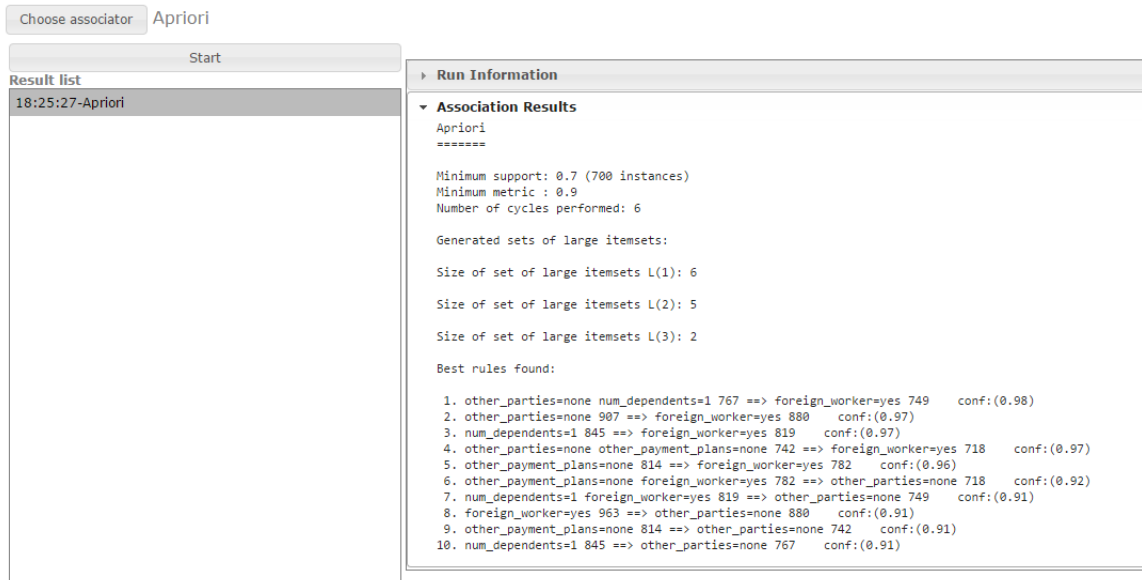 Choose associator Apriori
Start
Result list
18:25:27-Apriori
Run Information
Association Results
Apriori
=======
Minimum support: 0.7 (700 instances)
Minimum metric : 0.9
Number of cycles performed: 6
Generated sets of large itemsets:
Size of set of large itemsets L(1): 6
Size of set of large itemsets L(2): 5
Size of set of large itemsets L(3): 2
Best rules found:
1. other_parties=none num_dependents=1 767 ==> foreign_worker=yes 749 conf:(0.98)
2. other_parties=none 907 ==> foreign_worker=yes 880 conf:(0.97)
3. num_dependents=1 845 ==> foreign_worker=yes 819 conf:(0.97)
4. other_parties=none other_payment_plans=none 742 ==> foreign_worker=yes 718 conf:(0.97)
5. other_payment_plans=none 814 ==> foreign_worker=yes 782 conf:(0.96)
6. other_payment_plans=none foreign_worker=yes 782 ==> other_parties=none 718 conf:(0.92)
7. num_dependents=1 foreign_worker=yes 819 ==> other_parties=none 749 conf:(0.91)
8. foreign_worker=yes 963 ==> other_parties=none 880 conf:(0.91)
9. other_payment_plans=none 814 ==> other_parties=none 742 conf:(0.91)
10. num_dependents=1 845 ==> other_parties=none 767 conf:(0.91)